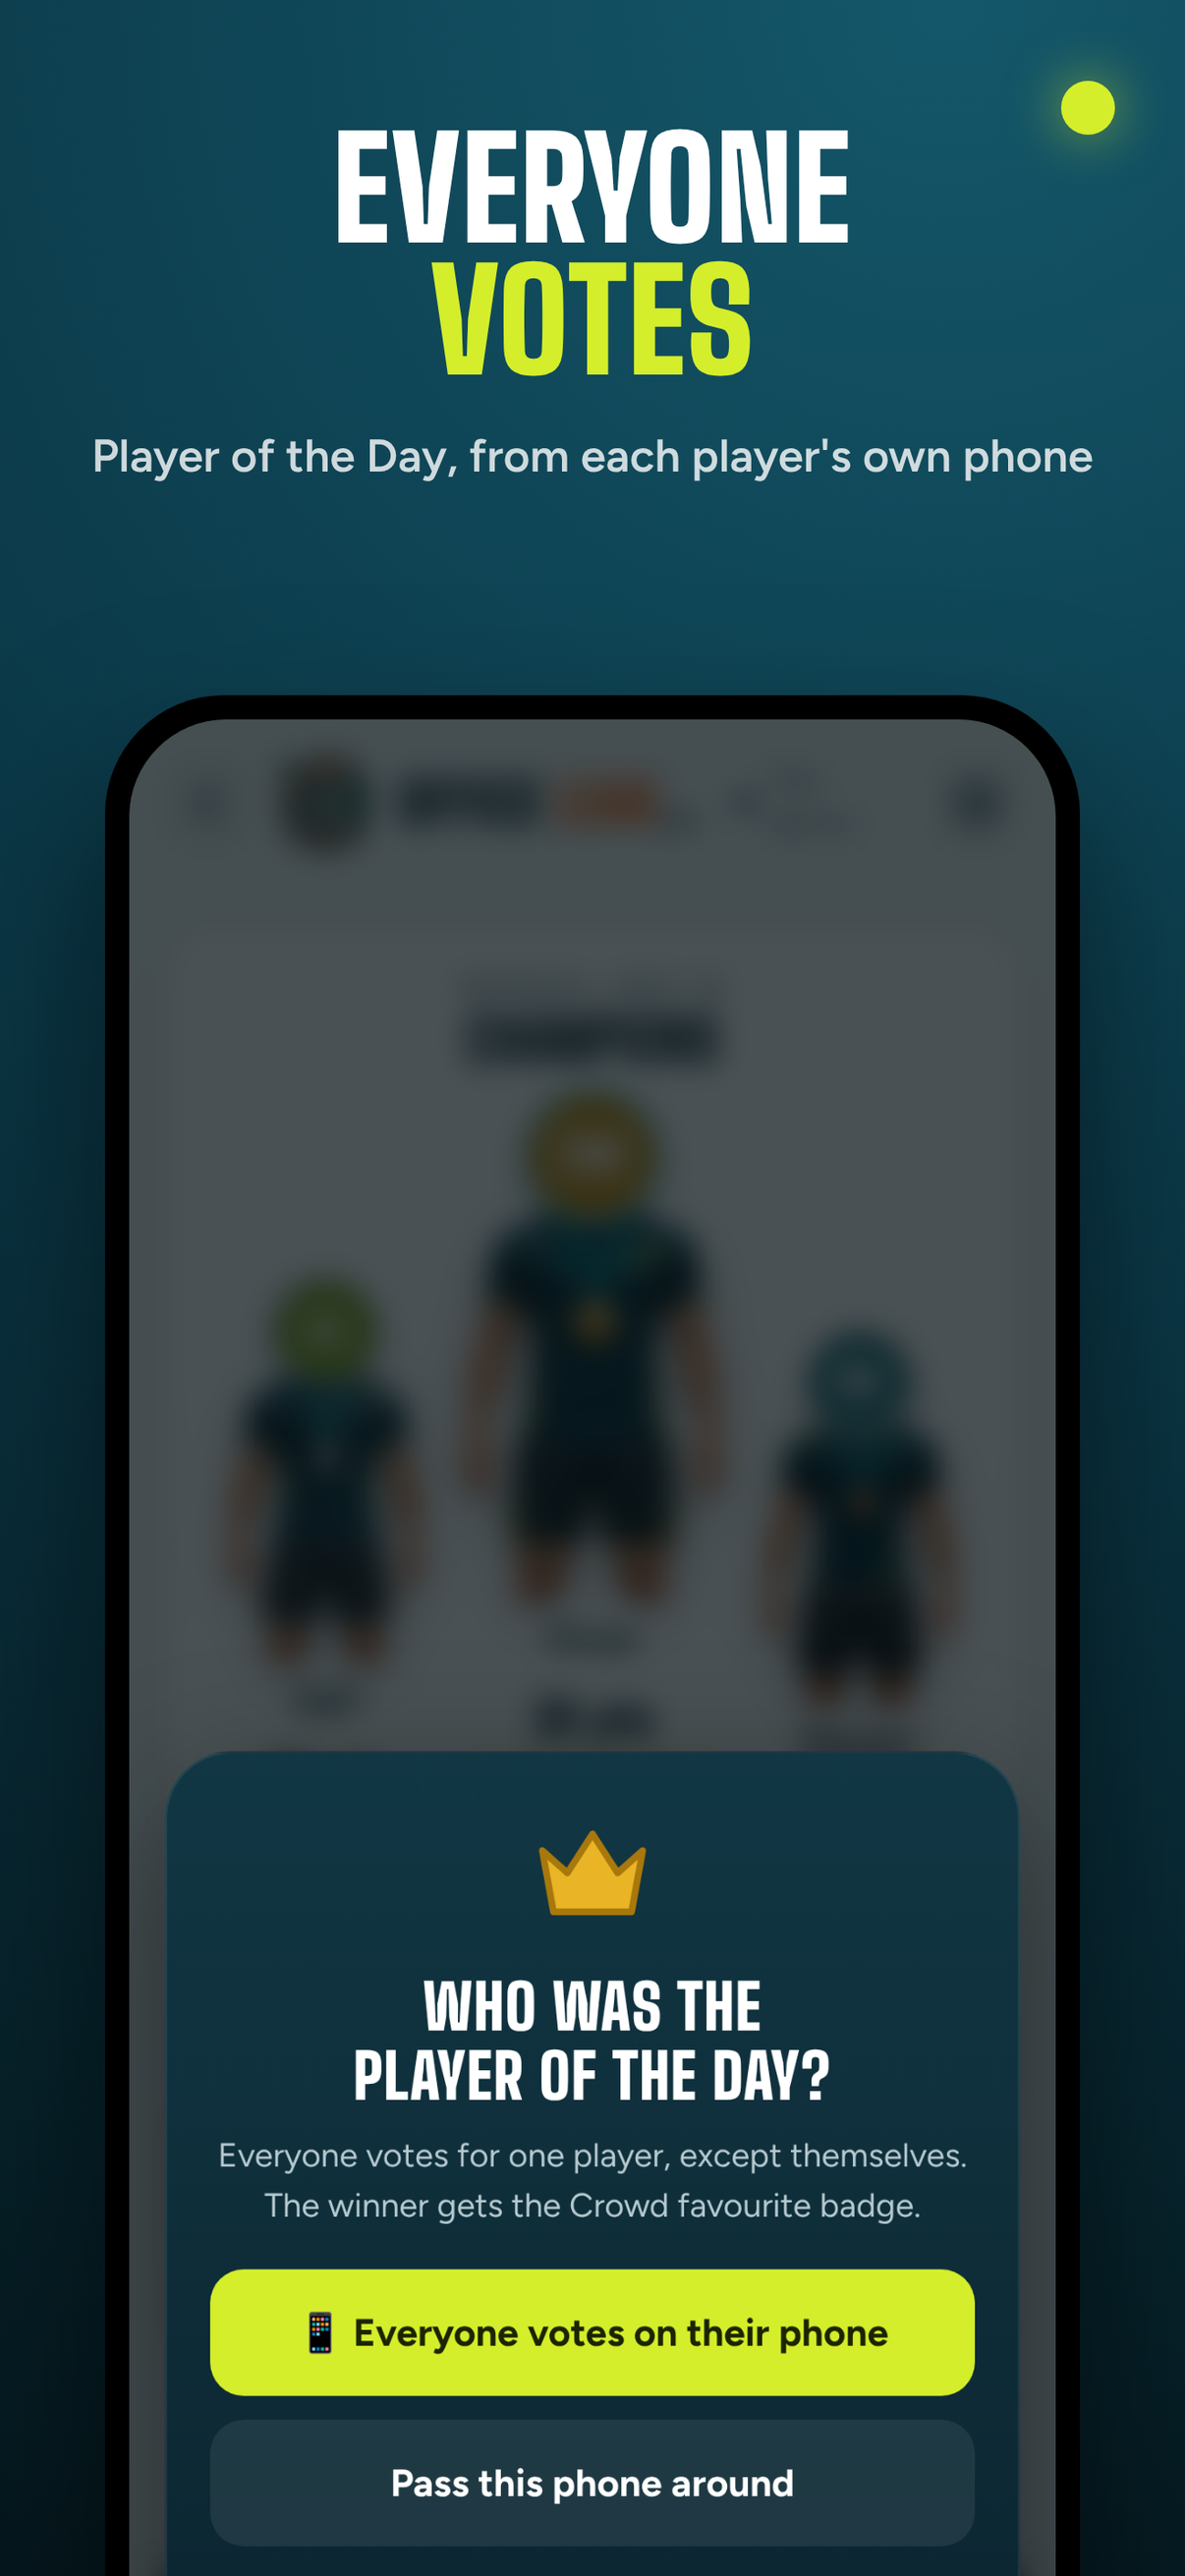 EVERYONE
VOTES
Player of the Day, from each player's own phone
WHO WAS THE
PLAYER OF THE DAY?
Everyone votes for one player, except themselves.
The winner gets the Crowd favourite badge.
Everyone votes on their phone
Pass this phone around